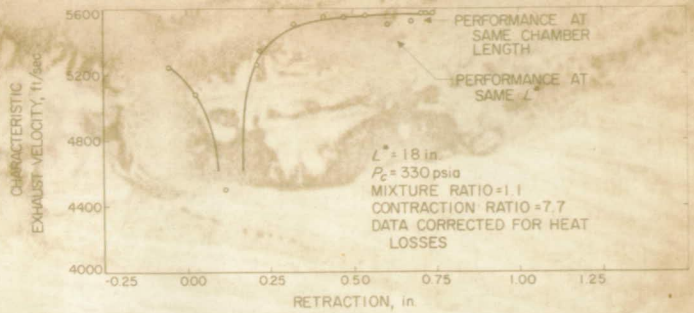 5600
5200
4800
4400
4000
CHARACTERISTIC
EXHAUST VELOCITY, ft/sec
PERFORMANCE AT
SAME CHAMBER
LENGTH
PERFORMANCE AT
SAME L*
L* = 18 in.
Pc = 330 psia
MIXTURE RATIO = 1.1
CONTRACTION RATIO = 7.7
DATA CORRECTED FOR HEAT
LOSSES
-0.25 0.00 0.25 0.50 0.75 1.00 1.25
RETRACTION, in.